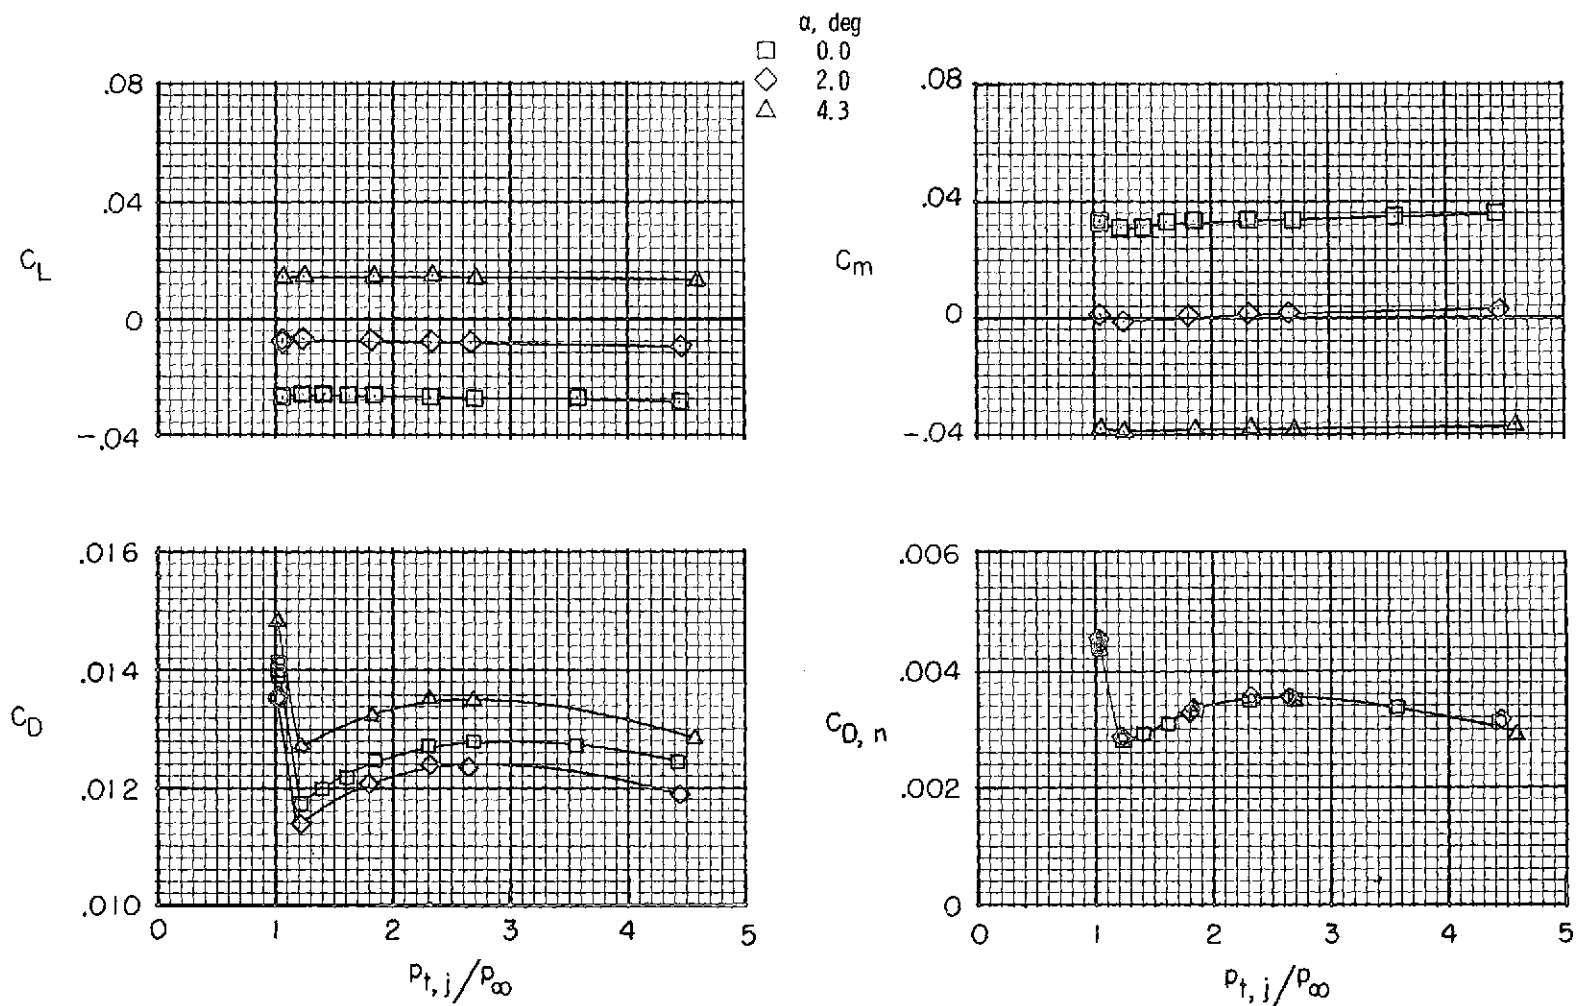 α, deg
0.0
2.0
4.3
.08
.04
0
-.04
C_L
.08
.04
0
-.04
C_m
.016
.014
.012
.010
C_D
0 1 2 3 4 5
p_t, j/p_∞
.006
.004
.002
0
C_D, n
0 1 2 3 4 5
p_t, j/p_∞